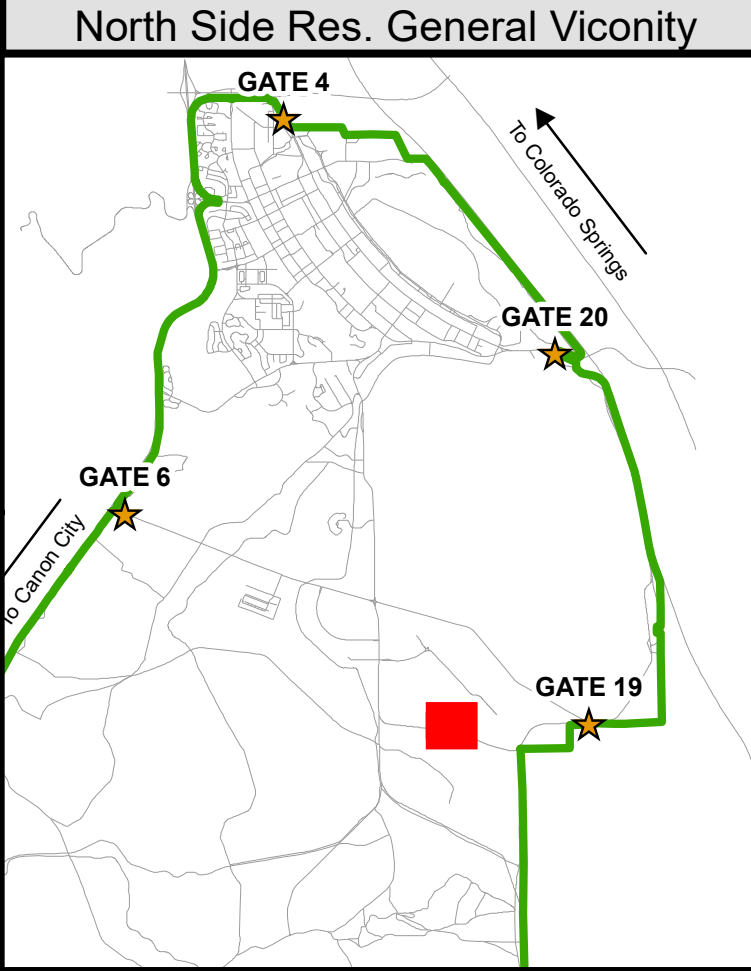 North Side Res. General Viconity
GATE 4
To Colorado Springs
GATE 20
GATE 6
To Canon City
GATE 19